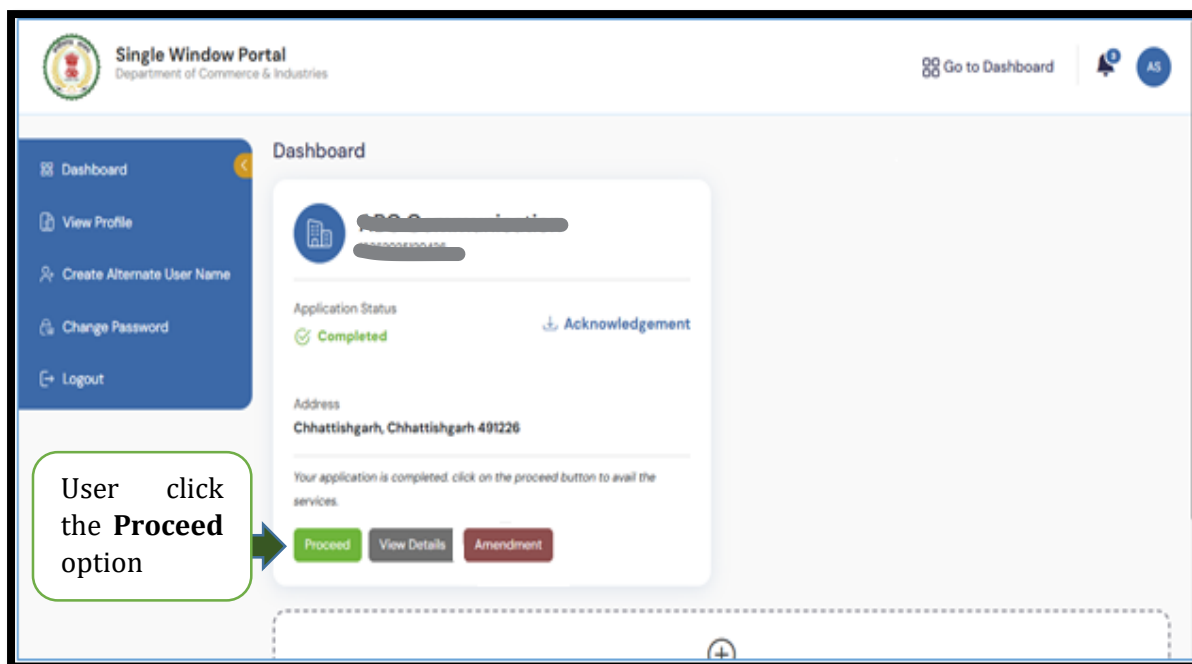 Single Window Portal
Department of Commerce & Industries
Go to Dashboard
3
AS
Dashboard
View Profile
Create Alternate User Name
Change Password
Logout
Dashboard
Application Status
Completed
Acknowledgement
Address
Chhattishgarh, Chhattishgarh 491226
Your application is completed. click on the proceed button to avail the
services.
Proceed
View Details
Amendment
User click
the Proceed
option